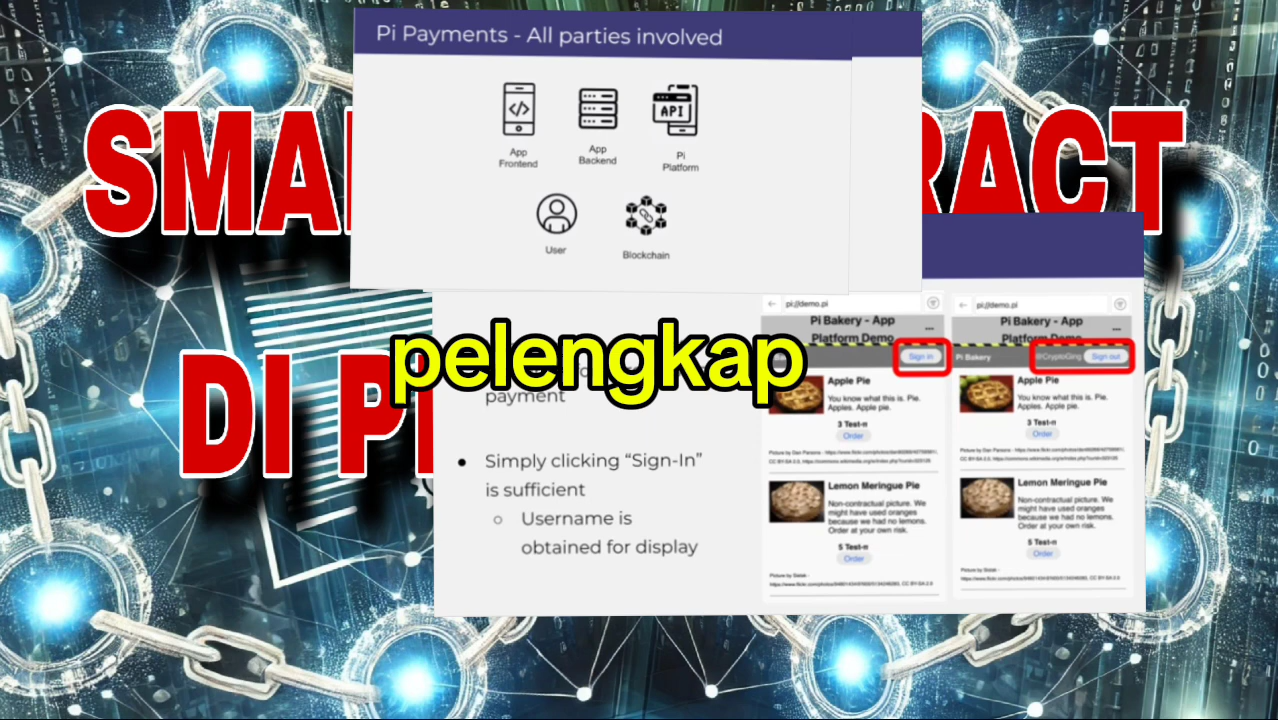 Pi Payments - All parties involved
App
Frontend
App
Backend
API
Pi
Platform
User
Blockchain
SMA
RACT
DI P
pelengkap
payment
Simply clicking “Sign-In”
is sufficient
Username is
obtained for display
pi://demo.pi
Pi Bakery - App
Platform Demo
Sign in
Apple Pie
You know what this is. Pie.
Apples. Apple pie.
3 Test-π
Order
Lemon Meringue Pie
Non-contractual picture. We
might have used oranges
because we had no lemons.
Order at your own risk.
5 Test-π
Order
pi://demo.pi
Pi Bakery - App
Platform Demo
Pi Bakery
Sign out
Apple Pie
You know what this is. Pie.
Apples. Apple pie.
3 Test-π
Order
Lemon Meringue Pie
Non-contractual picture. We
might have used oranges
because we had no lemons.
Order at your own risk.
5 Test-π
Order